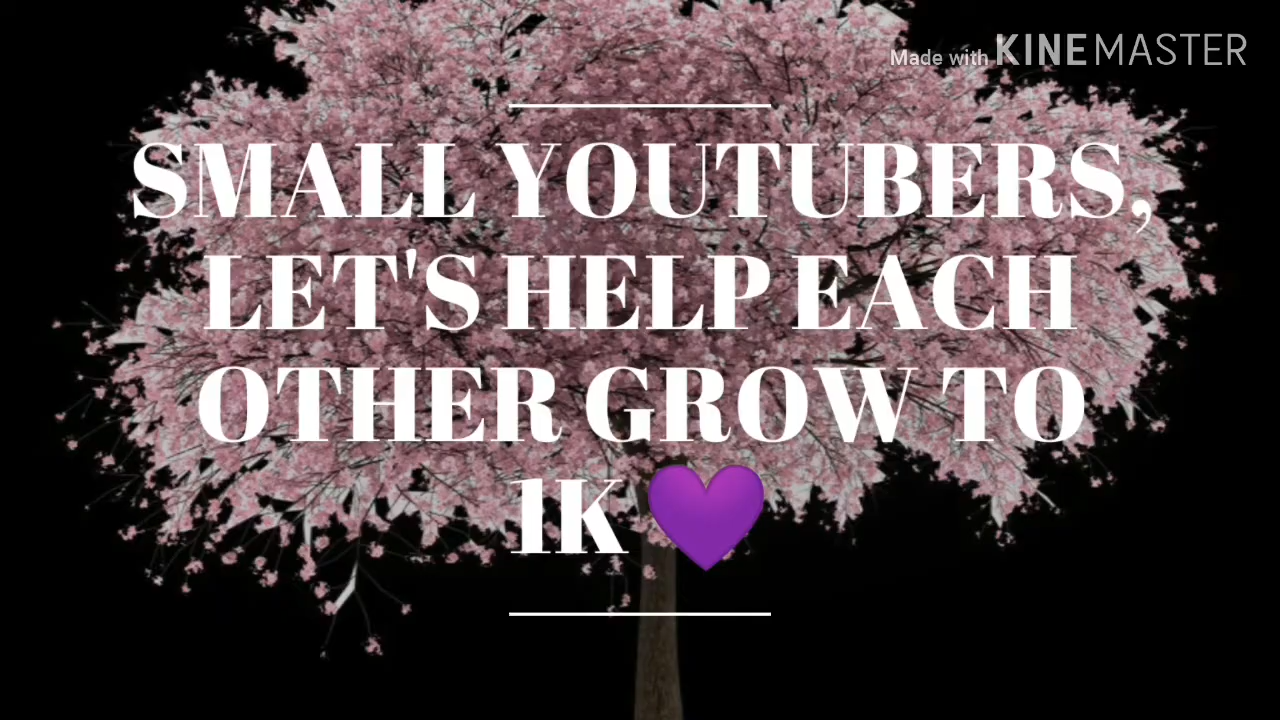 Made with KINEMASTER
SMALL YOUTUBERS,
LET'S HELP EACH
OTHER GROW TO
1K 💜